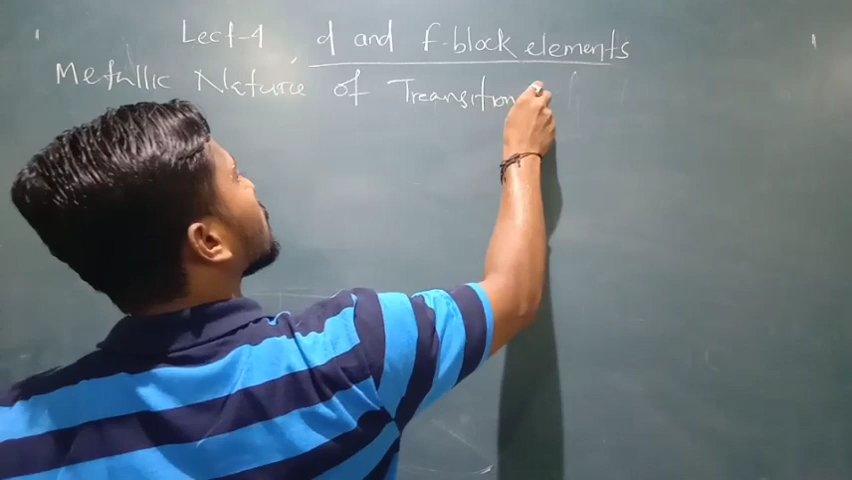 Lect-4 d and f-block elements
Metallic Nature of Transition